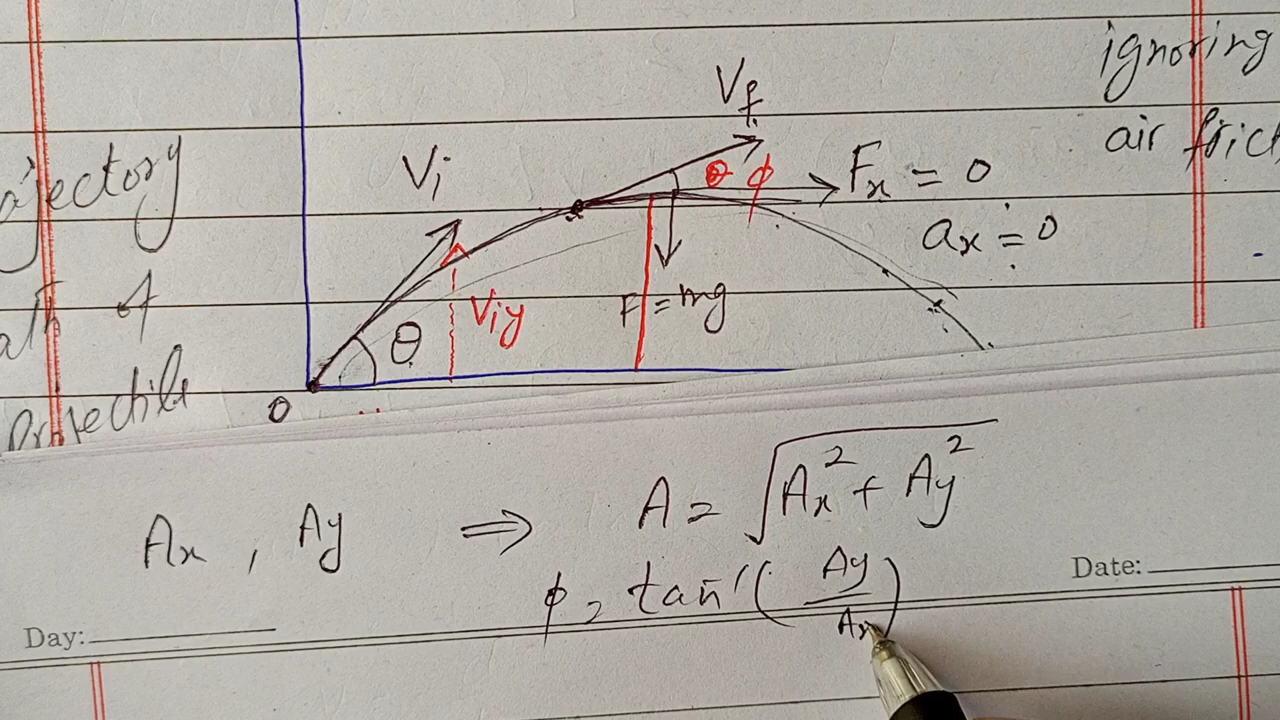 ignoring
air frict
ajectory
ath of
projectile
Vi
Vf
θ ϕ
Fx = 0
ax = 0
Viy
F = mg
θ
O
Ax , Ay ⇒ A = √(Ax² + Ay²)
ϕ = tan⁻¹(Ay/Ax)
Day:
Date: